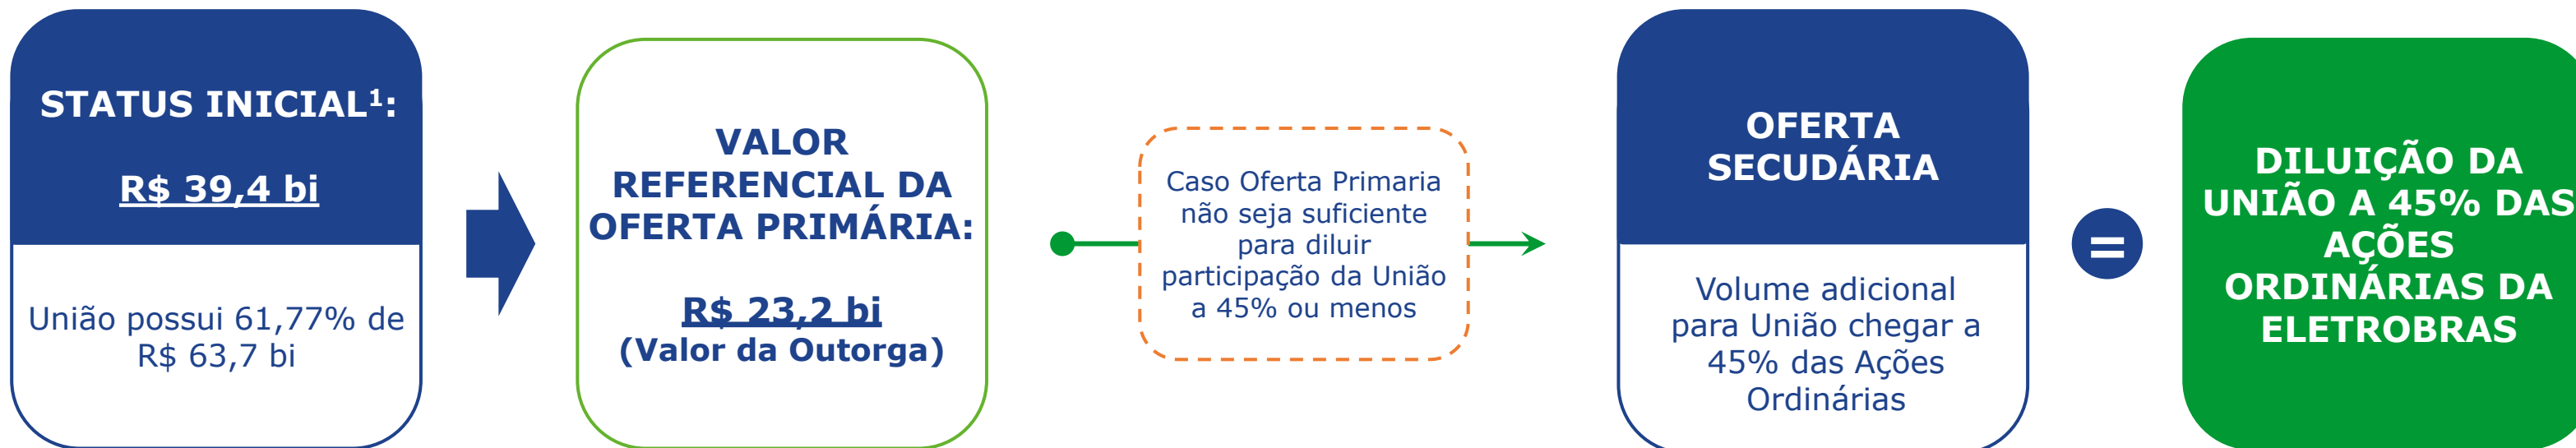 STATUS INICIAL¹:
R$ 39,4 bi
União possui 61,77% de
R$ 63,7 bi
VALOR
REFERENCIAL DA
OFERTA PRIMÁRIA:
R$ 23,2 bi
(Valor da Outorga)
Caso Oferta Primaria
não seja suficiente
para diluir
participação da União
a 45% ou menos
OFERTA
SECUDÁRIA
Volume adicional
para União chegar a
45% das Ações
Ordinárias
=
DILUIÇÃO DA
UNIÃO A 45% DAS
AÇÕES
ORDINÁRIAS DA
ELETROBRAS